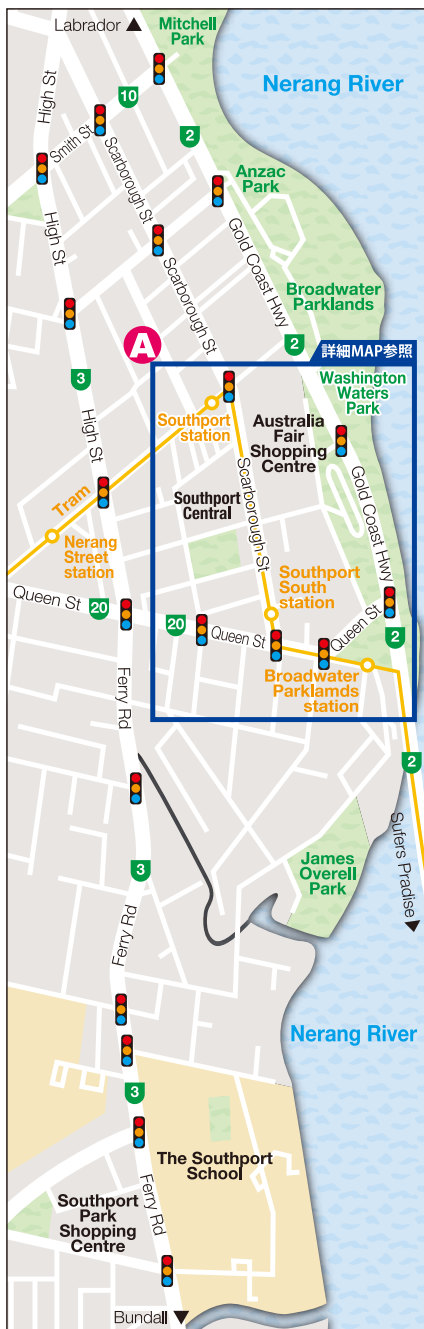 Labrador ▲
Mitchell
Park
Nerang River
High St
10
Smith St
2
Scarborough St
Anzac
Park
High St
Scarborough St
Gold Coast Hwy
Broadwater
Parklands
A
2
詳細MAP参照
3
Washington
Waters
Park
Southport
station
Australia
Fair
Shopping
Centre
High St
Southport
Central
Scarborough St
Gold Coast Hwy
Tram
Nerang
Street
station
Southport
South
station
Queen St
20
20
Queen St
Queen St
2
Broadwater
Parklamds
station
Ferry Rd
2
Sufers Pradise ▼
James
Overell
Park
3
Ferry Rd
Nerang River
3
The Southport
School
Ferry Rd
Southport
Park
Shopping
Centre
Bundall ▼